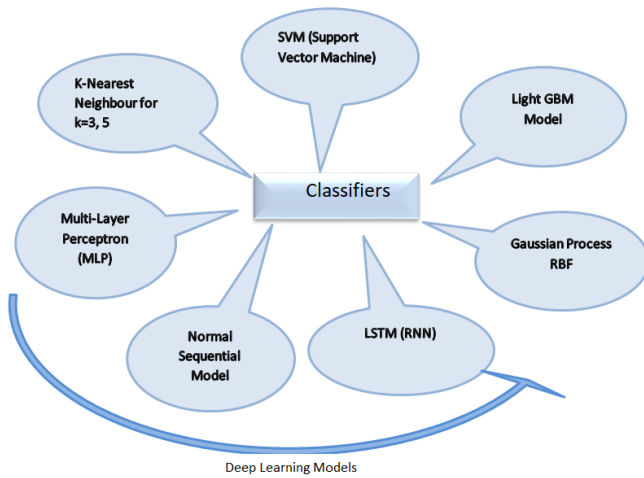 SVM (Support
Vector Machine)
K-Nearest
Neighbour for
k=3, 5
Light GBM
Model
Classifiers
Multi-Layer
Perceptron
(MLP)
Gaussian Process
RBF
Normal
Sequential
Model
LSTM (RNN)
Deep Learning Models